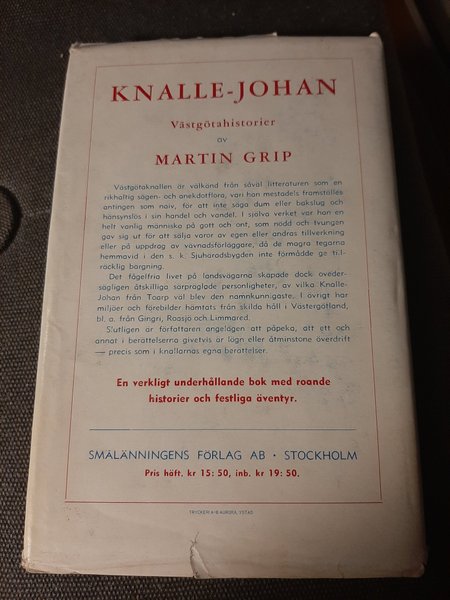 KNALLE-JOHAN
Västgötahistorier
av
MARTIN GRIP
Västgötaknallen är välkänd från såväl litteraturen som en
rikhaltig sägen- och anekdotflora, vari han mestadels framställes
antingen som naiv, för att inte säga dum eller bakslug och
hänsynslös i sin handel och vandel. I själva verket var han en
helt vanlig människa på gott och ont, som nödd och tvungen
gav sig ut för att sälja varor av egen eller andras tillverkning
eller på uppdrag av vävnadsförläggare, då de magra tegarna
hemmavid i den s. k. Sjuhäradsbygden inte förmådde ge till-
räcklig bärgning.
Det fågelfria livet på landsvägarna skapade dock oveder-
sägligen åtskilliga särpräglade personligheter, av vilka Knalle-
Johan från Toarp väl blev den namnkunnigaste. I övrigt har
miljöer och förebilder hämtats från skilda håll i Västergötland,
bl. a. från Gingri, Roasjö och Limmared.
Slutligen är författaren angelägen att påpeka, att ett och
annat i berättelserna givetvis är lögn eller åtminstone överdrift
— precis som i knallarnas egna berättelser.
En verkligt underhållande bok med roande
historier och festliga äventyr.
SMÅLÄNNINGENS FÖRLAG AB · STOCKHOLM
Pris häft. kr 15: 50, inb. kr 19: 50.
TRYCKERI A-B AURORA, YSTAD